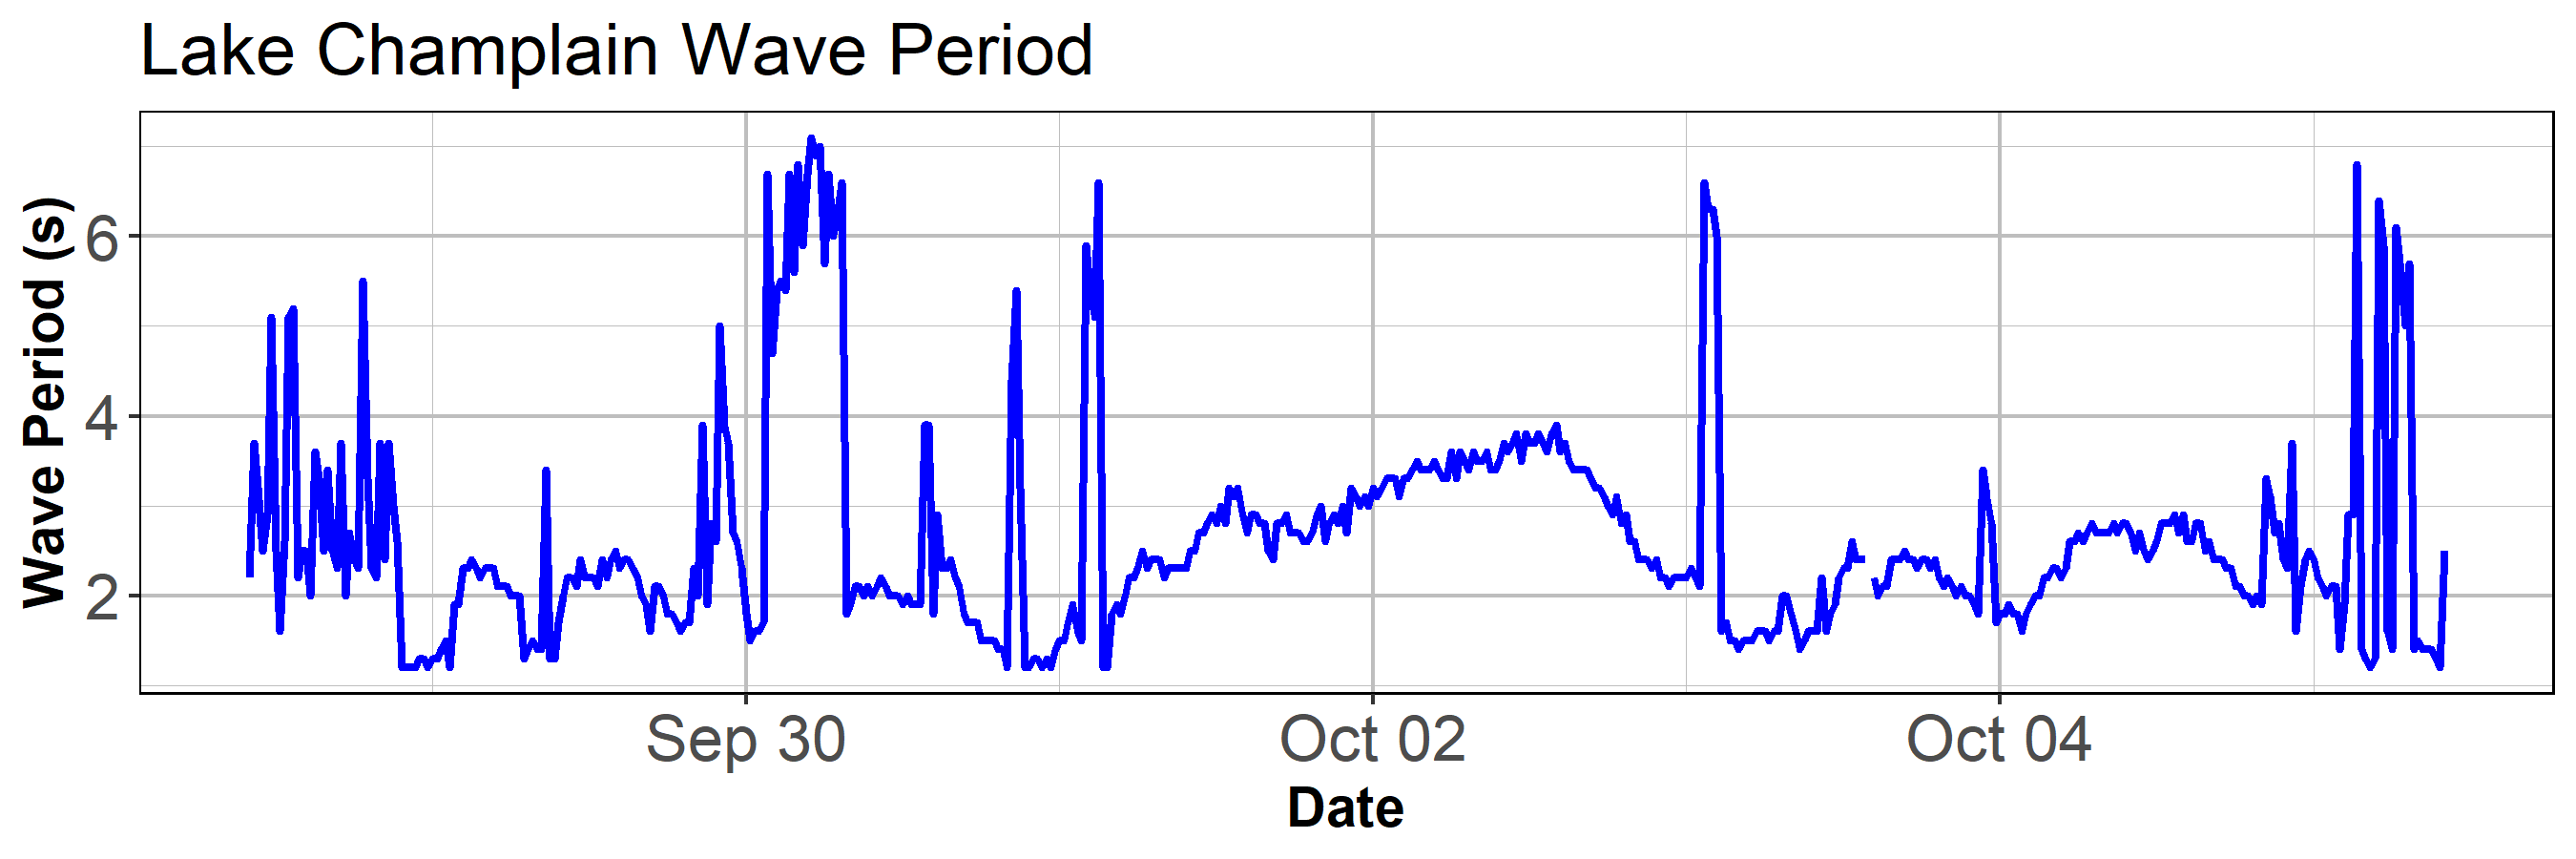 Lake Champlain Wave Period
Wave Period (s)
6
4
2
Sep 30
Oct 02
Oct 04
Date